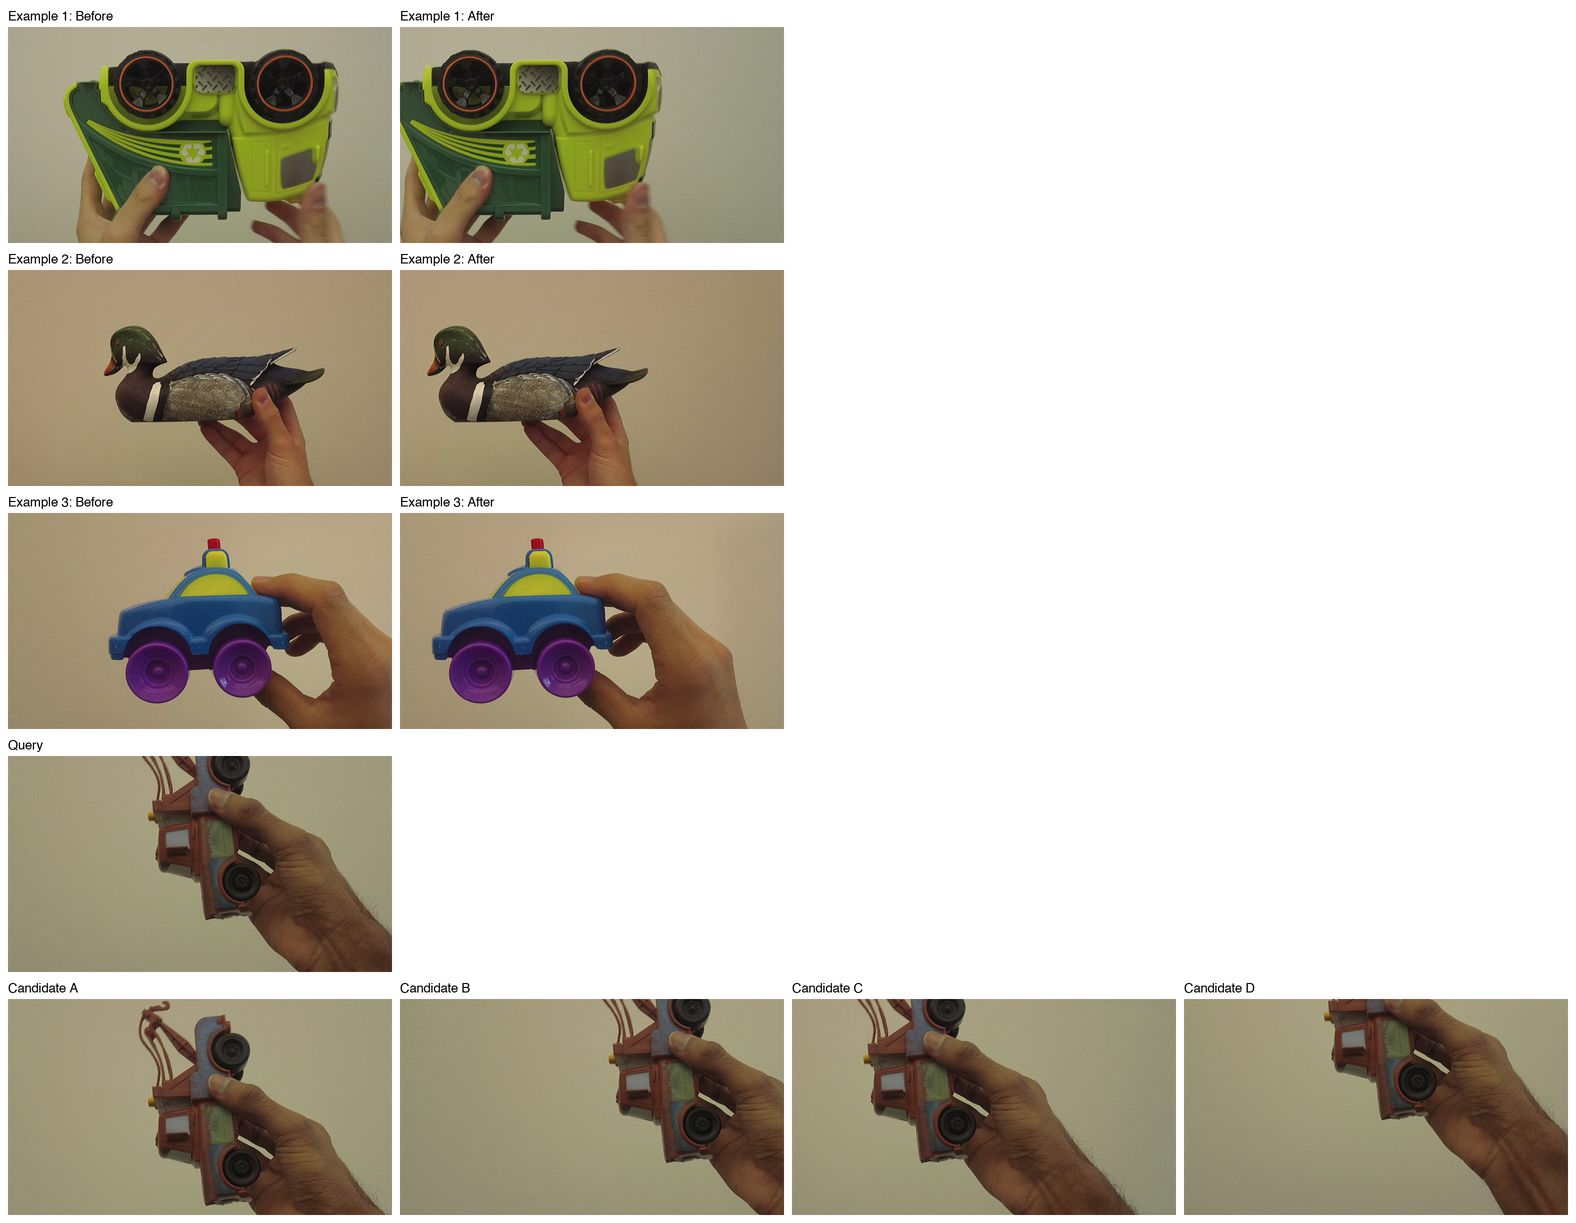 Example 1: Before
Example 1: After
Example 2: Before
Example 2: After
Example 3: Before
Example 3: After
Query
Candidate A
Candidate B
Candidate C
Candidate D